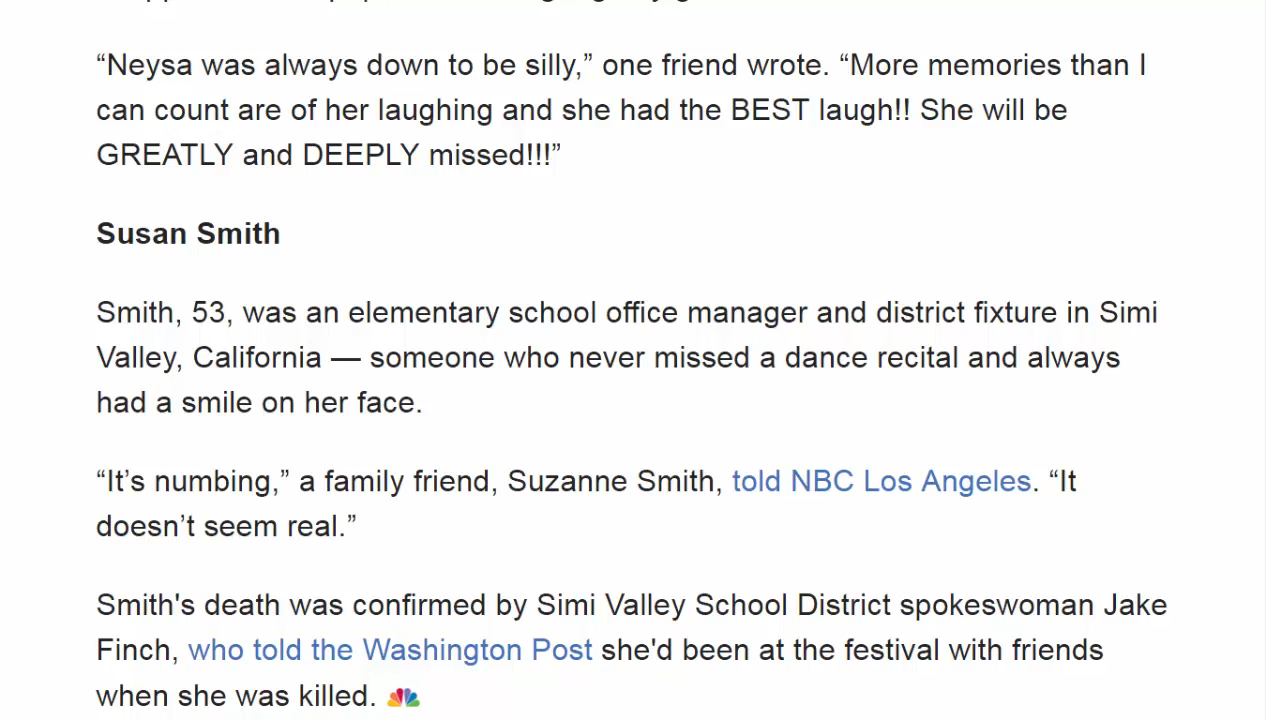 “Neysa was always down to be silly,” one friend wrote. “More memories than I
can count are of her laughing and she had the BEST laugh!! She will be
GREATLY and DEEPLY missed!!!”
Susan Smith
Smith, 53, was an elementary school office manager and district fixture in Simi
Valley, California — someone who never missed a dance recital and always
had a smile on her face.
“It’s numbing,” a family friend, Suzanne Smith, told NBC Los Angeles. “It
doesn’t seem real.”
Smith's death was confirmed by Simi Valley School District spokeswoman Jake
Finch, who told the Washington Post she'd been at the festival with friends
when she was killed.